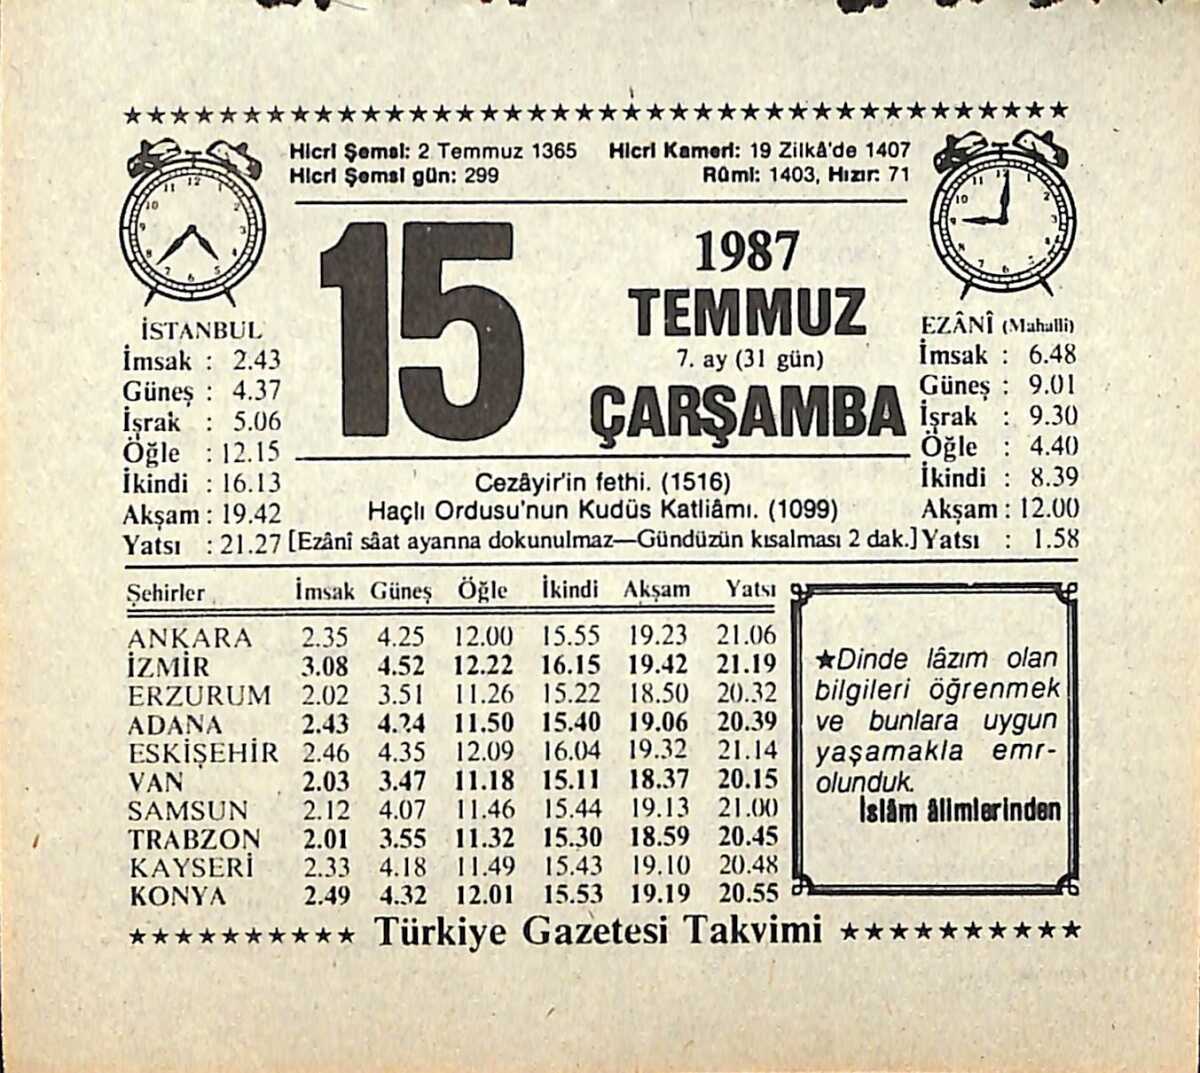 Hicrî Şemsî: 2 Temmuz 1365 Hicrî Kamerî: 19 Zilkâ'de 1407
Hicrî Şemsî gün: 299 Rûmî: 1403, Hızır: 71
15
1987
TEMMUZ
7. ay (31 gün)
ÇARŞAMBA
İSTANBUL
İmsak : 2.43
Güneş : 4.37
İşrak : 5.06
Öğle : 12.15
İkindi : 16.13
Akşam : 19.42
Yatsı : 21.27
EZÂNÎ (Mahalli)
İmsak : 6.48
Güneş : 9.01
İşrak : 9.30
Öğle : 4.40
İkindi : 8.39
Akşam : 12.00
Yatsı : 1.58
Cezâyir'in fethi. (1516)
Haçlı Ordusu'nun Kudüs Katliâmı. (1099)
[Ezânî sâat ayarına dokunulmaz—Gündüzün kısalması 2 dak.]
Şehirler İmsak Güneş Öğle İkindi Akşam Yatsı
ANKARA 2.35 4.25 12.00 15.55 19.23 21.06
İZMİR 3.08 4.52 12.22 16.15 19.42 21.19
ERZURUM 2.02 3.51 11.26 15.22 18.50 20.32
ADANA 2.43 4.24 11.50 15.40 19.06 20.39
ESKİŞEHİR 2.46 4.35 12.09 16.04 19.32 21.14
VAN 2.03 3.47 11.18 15.11 18.37 20.15
SAMSUN 2.12 4.07 11.46 15.44 19.13 21.00
TRABZON 2.01 3.55 11.32 15.30 18.59 20.45
KAYSERİ 2.33 4.18 11.49 15.43 19.10 20.48
KONYA 2.49 4.32 12.01 15.53 19.19 20.55
★Dinde lâzım olan
bilgileri öğrenmek
ve bunlara uygun
yaşamakla emr-
olunduk.
İslâm âlimlerinden
★★★★★★★★★★ Türkiye Gazetesi Takvimi ★★★★★★★★★★